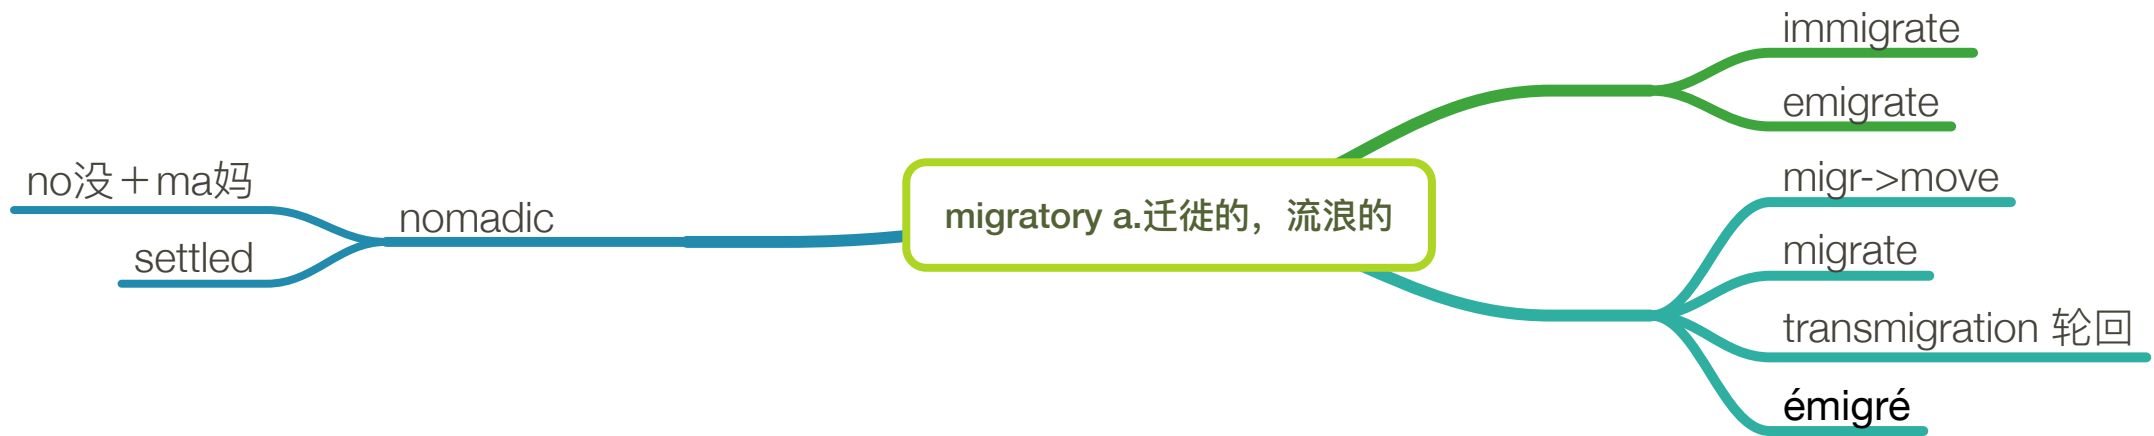 immigrate
emigrate
no没+ma妈
nomadic
settled
migratory a.迁徙的，流浪的
migr->move
migrate
transmigration 轮回
émigré